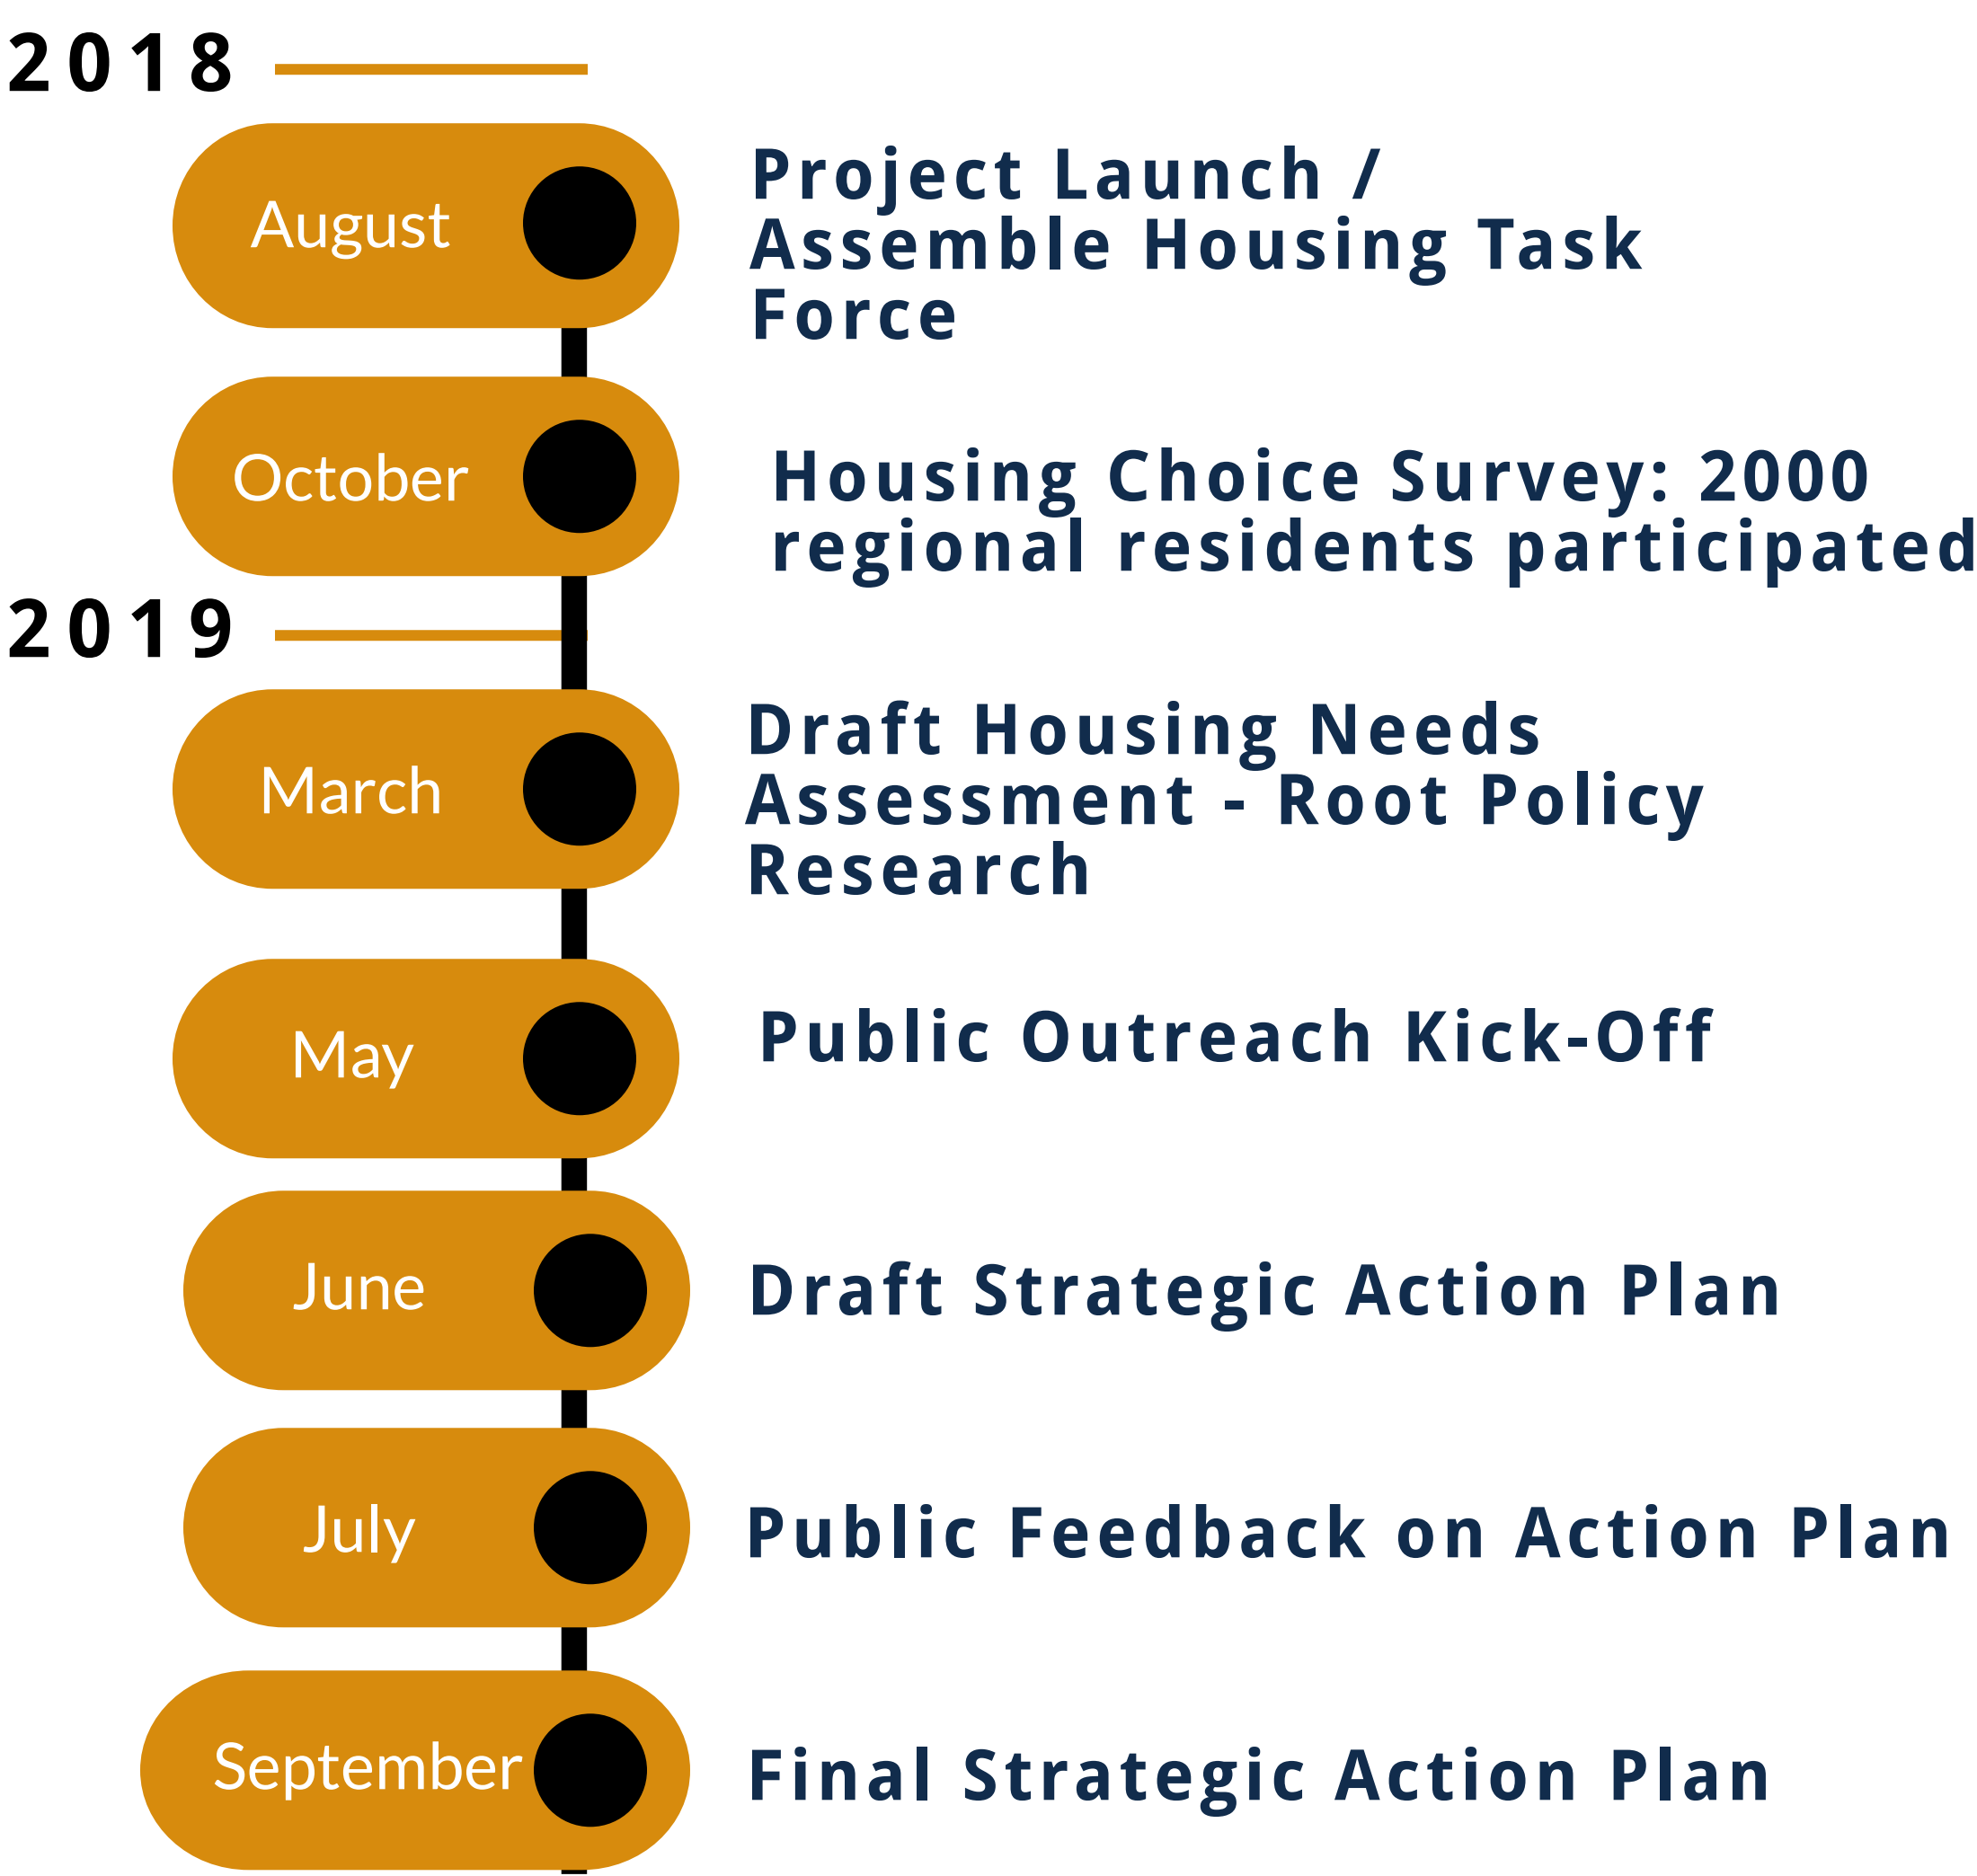 2018
August
Project Launch /
Assemble Housing Task
Force
October
Housing Choice Survey: 2000
regional residents participated
2019
March
Draft Housing Needs
Assessment - Root Policy
Research
May
Public Outreach Kick-Off
June
Draft Strategic Action Plan
July
Public Feedback on Action Plan
September
Final Strategic Action Plan